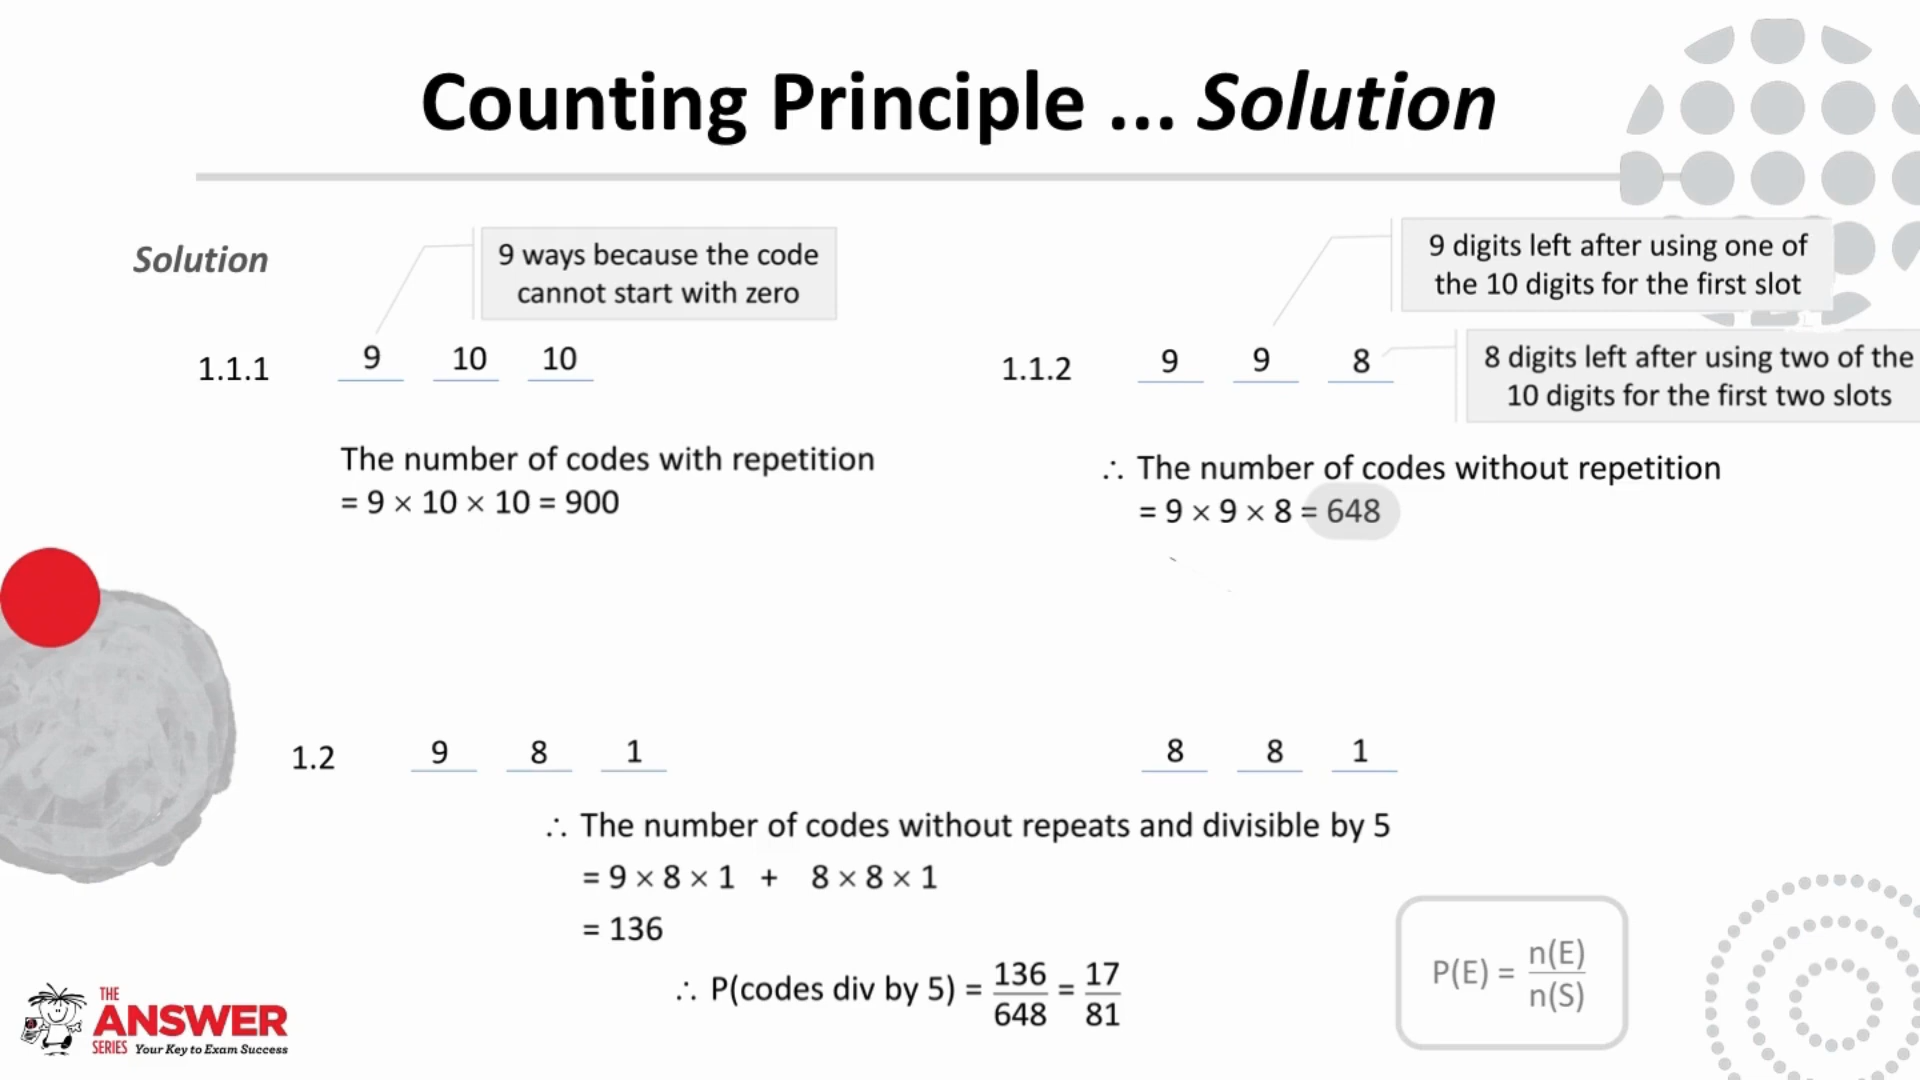 Counting Principle ... Solution
Solution
9 ways because the code
cannot start with zero
9 digits left after using one of
the 10 digits for the first slot
1.1.1 9 10 10
1.1.2 9 9 8
8 digits left after using two of the
10 digits for the first two slots
The number of codes with repetition
= 9 × 10 × 10 = 900
∴ The number of codes without repetition
= 9 × 9 × 8 = 648
1.2 9 8 1
8 8 1
∴ The number of codes without repeats and divisible by 5
= 9 × 8 × 1 + 8 × 8 × 1
= 136
∴ P(codes div by 5) = 136/648 = 17/81
P(E) = n(E)/n(S)
THE
ANSWER
SERIES Your Key to Exam Success